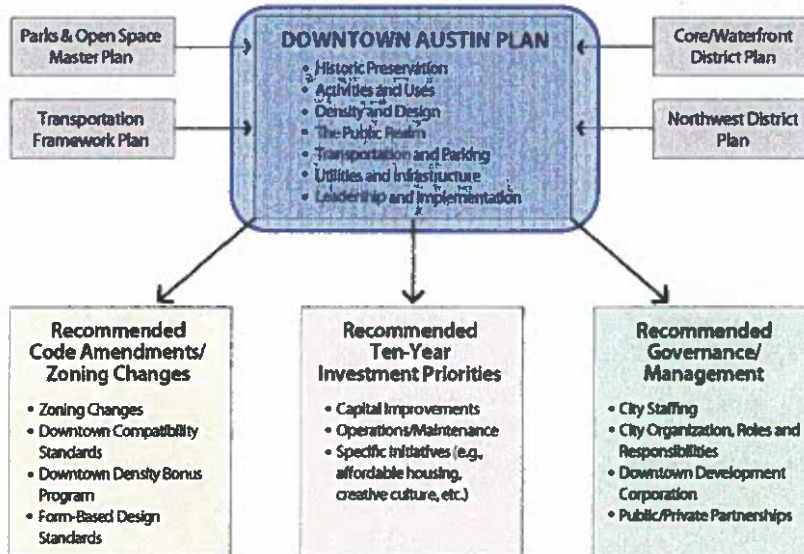 Parks & Open Space
Master Plan
Transportation
Framework Plan
DOWNTOWN AUSTIN PLAN
• Historic Preservation
• Activities and Uses
• Density and Design
• The Public Realm
• Transportation and Parking
• Utilities and Infrastructure
• Leadership and Implementation
Core/Waterfront
District Plan
Northwest District
Plan
Recommended
Code Amendments/
Zoning Changes
• Zoning Changes
• Downtown Compatibility
Standards
• Downtown Density Bonus
Program
• Form-Based Design
Standards
Recommended
Ten-Year
Investment Priorities
• Capital Improvements
• Operations/Maintenance
• Specific Initiatives (e.g.,
affordable housing,
creative culture, etc.)
Recommended
Governance/
Management
• City Staffing
• City Organization, Roles and
Responsibilities
• Downtown Development
Corporation
• Public/Private Partnerships